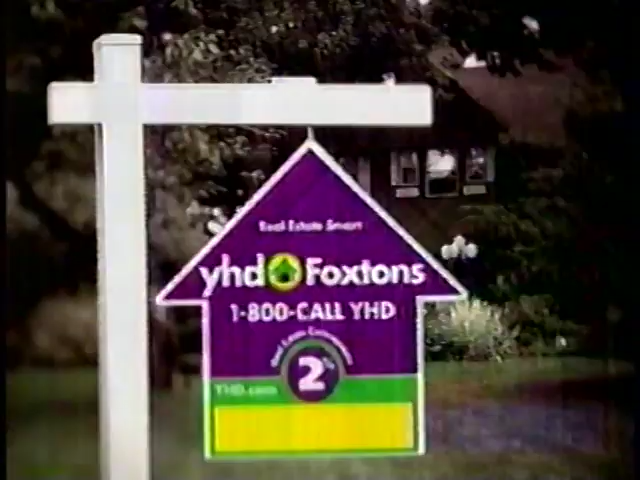 Real Estate Smart
yhd Foxtons
1-800-CALL YHD
2%
YHD.com